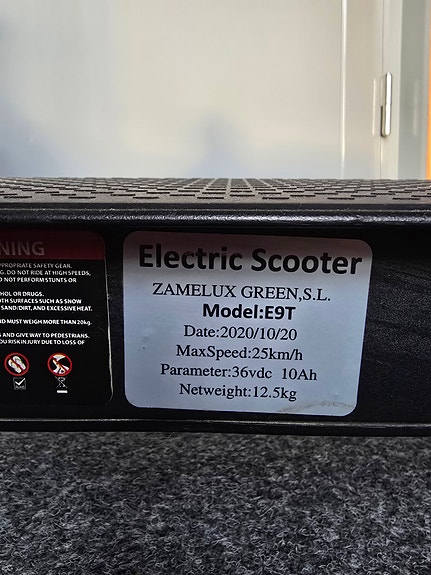 NING
PROPRIATE SAFETY GEAR.
G. DO NOT RIDE AT HIGH SPEEDS,
D NOT PERFORM STUNTS OR
HOL OR DRUGS.
OTH SURFACES SUCH AS SNOW
SAND/DIRT, AND EXCESSIVE HEAT.
ND MUST WEIGH MORE THAN 20kg.
S AND GIVE WAY TO PEDESTRIANS.
OU RISK INJURY DUE TO LOSS OF
Electric Scooter
ZAMELUX GREEN,S.L.
Model:E9T
Date:2020/10/20
MaxSpeed:25km/h
Parameter:36vdc 10Ah
Netweight:12.5kg